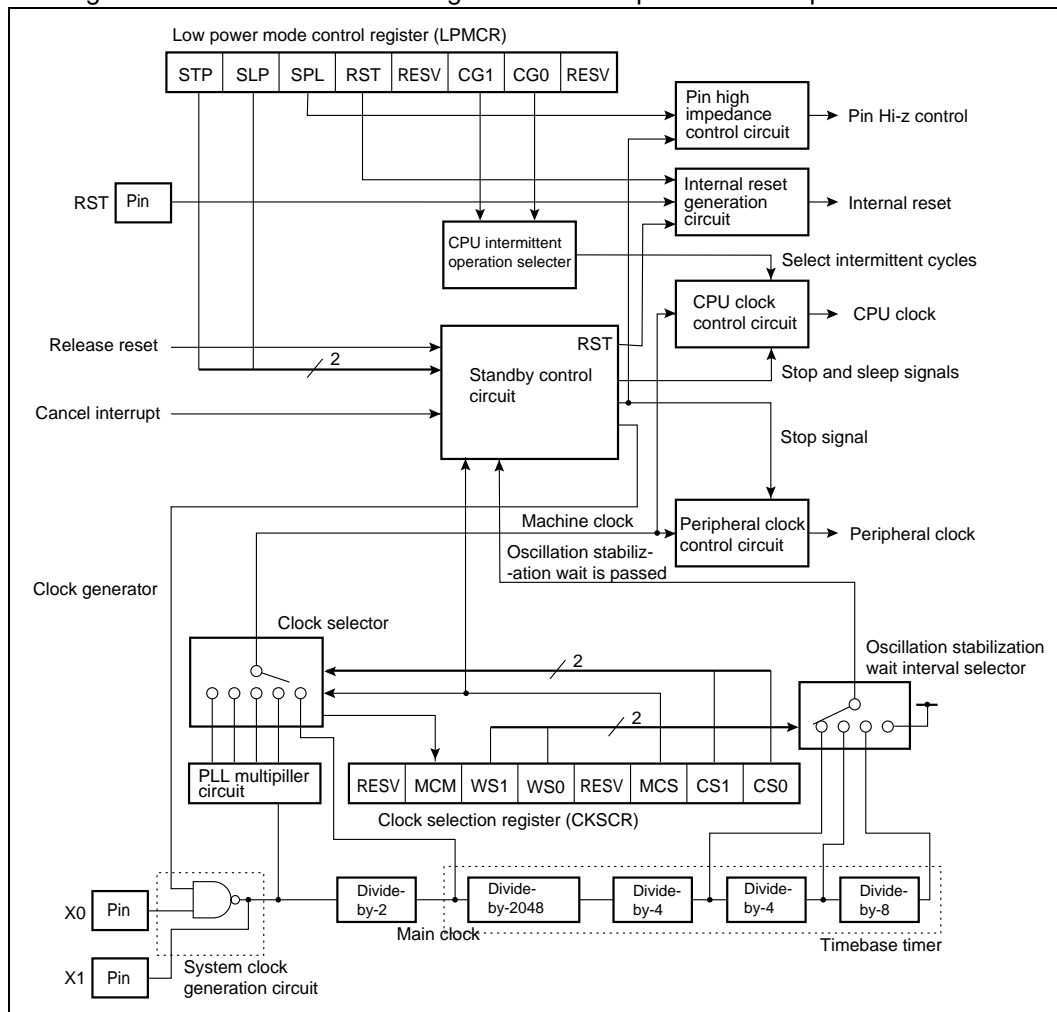 Low power mode control register (LPMCR)
STP SLP SPL RST RESV CG1 CG0 RESV
Pin high
impedance
control circuit
Pin Hi-z control
RST Pin
Internal reset
generation
circuit
Internal reset
CPU intermittent
operation selecter
Select intermittent cycles
CPU clock
control circuit
CPU clock
Release reset
RST
2
Standby control
circuit
Stop and sleep signals
Cancel interrupt
Stop signal
Machine clock
Peripheral clock
control circuit
Peripheral clock
Oscillation stabiliz-
-ation wait is passed
Clock generator
Clock selector
Oscillation stabilization
wait interval selector
2
2
PLL multipiller
circuit
RESV MCM WS1 WS0 RESV MCS CS1 CS0
Clock selection register (CKSCR)
X0 Pin
Divide-
by-2
Divide-
by-2048
Divide-
by-4
Divide-
by-4
Divide-
by-8
Main clock
Timebase timer
X1 Pin
System clock
generation circuit